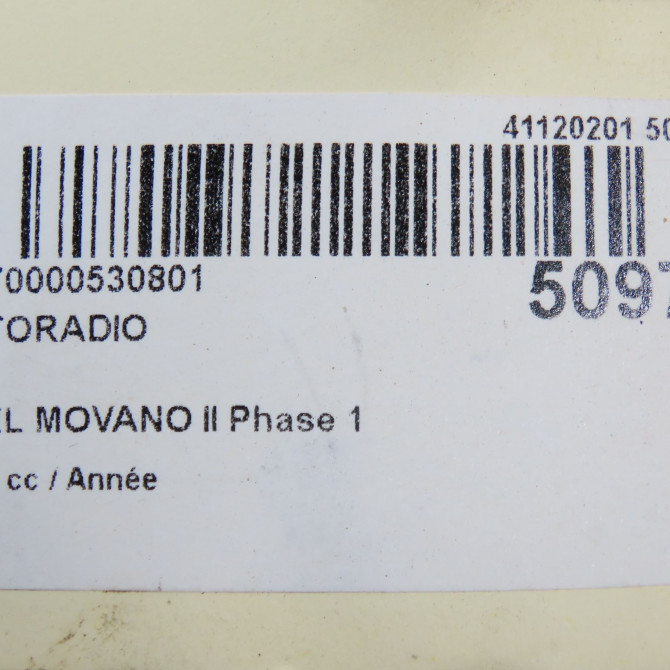 41120201 50
70000530801
5097
TORADIO
EL MOVANO II Phase 1
cc / Année